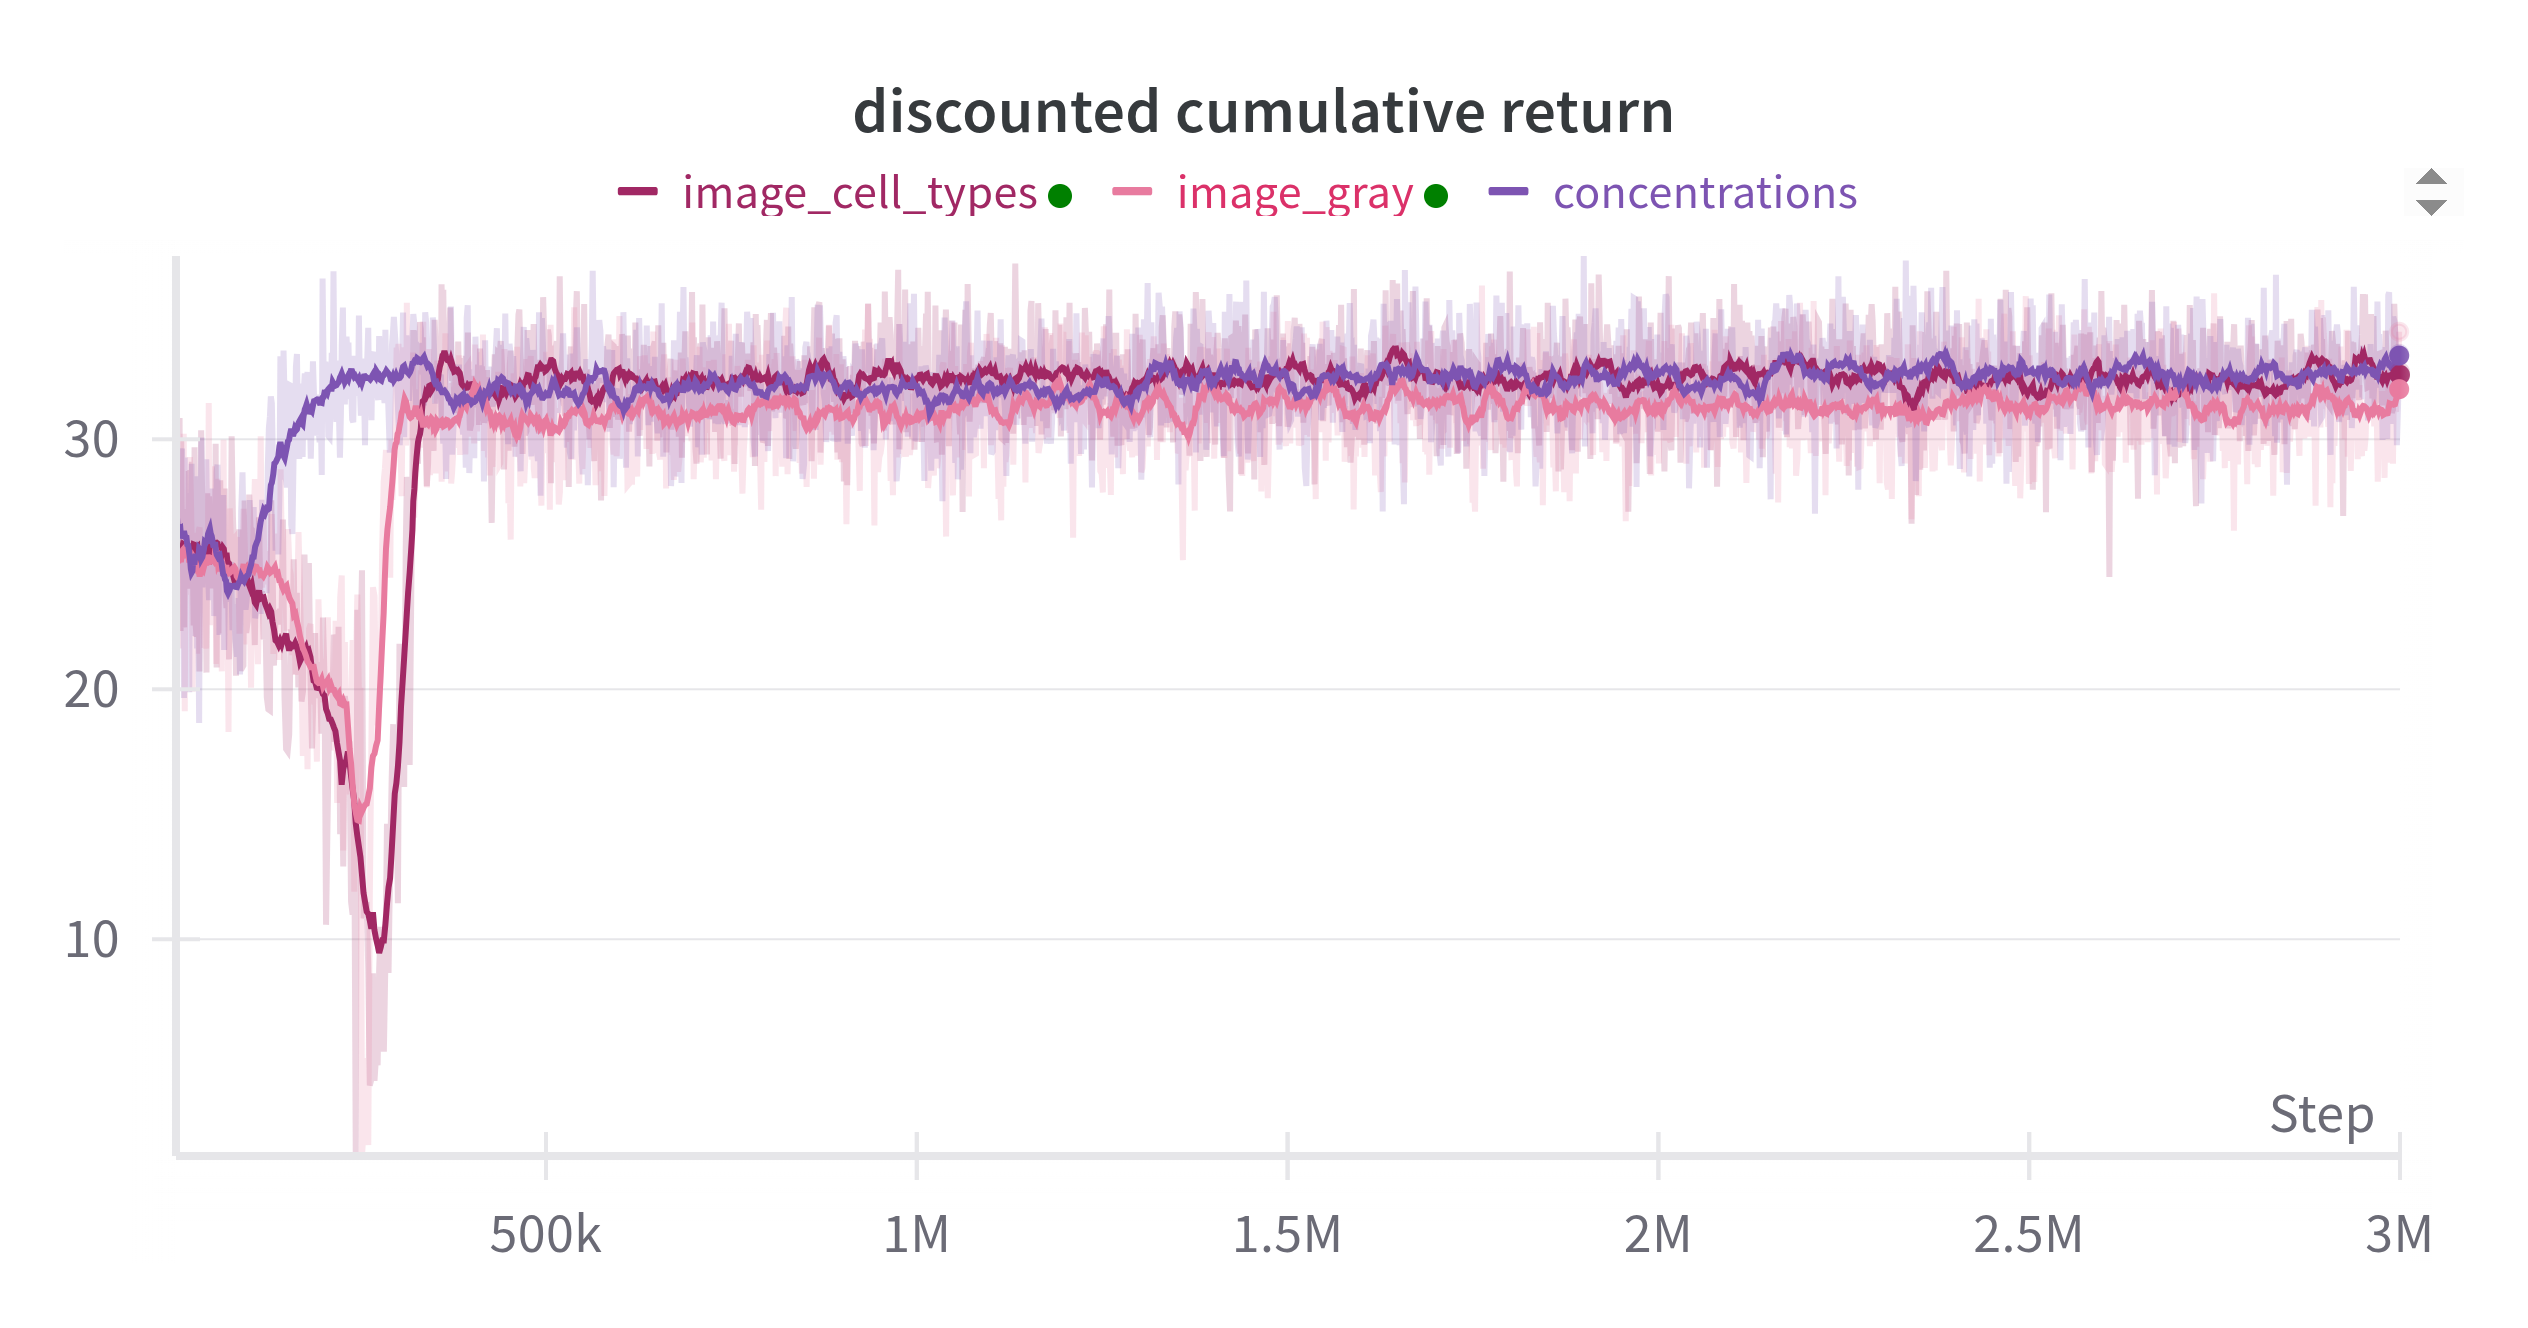 discounted cumulative return
image_cell_types image_gray concentrations
30
20
10
Step
500k 1M 1.5M 2M 2.5M 3M